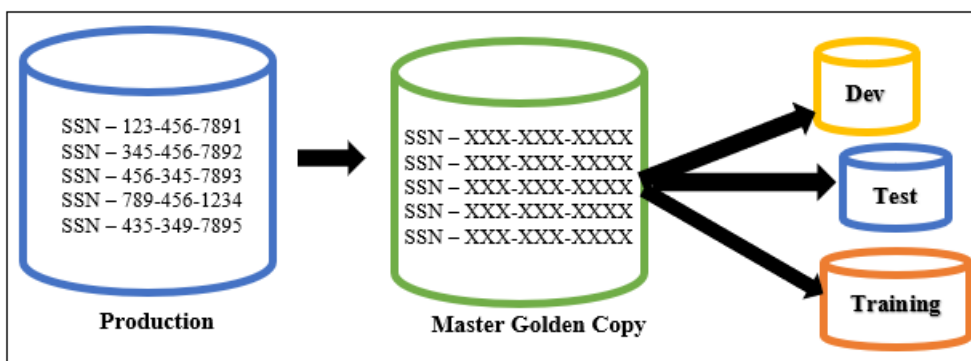 SSN – 123-456-7891
SSN – 345-456-7892
SSN – 456-345-7893
SSN – 789-456-1234
SSN – 435-349-7895
Production
SSN – XXX-XXX-XXXX
SSN – XXX-XXX-XXXX
SSN – XXX-XXX-XXXX
SSN – XXX-XXX-XXXX
SSN – XXX-XXX-XXXX
Master Golden Copy
Dev
Test
Training